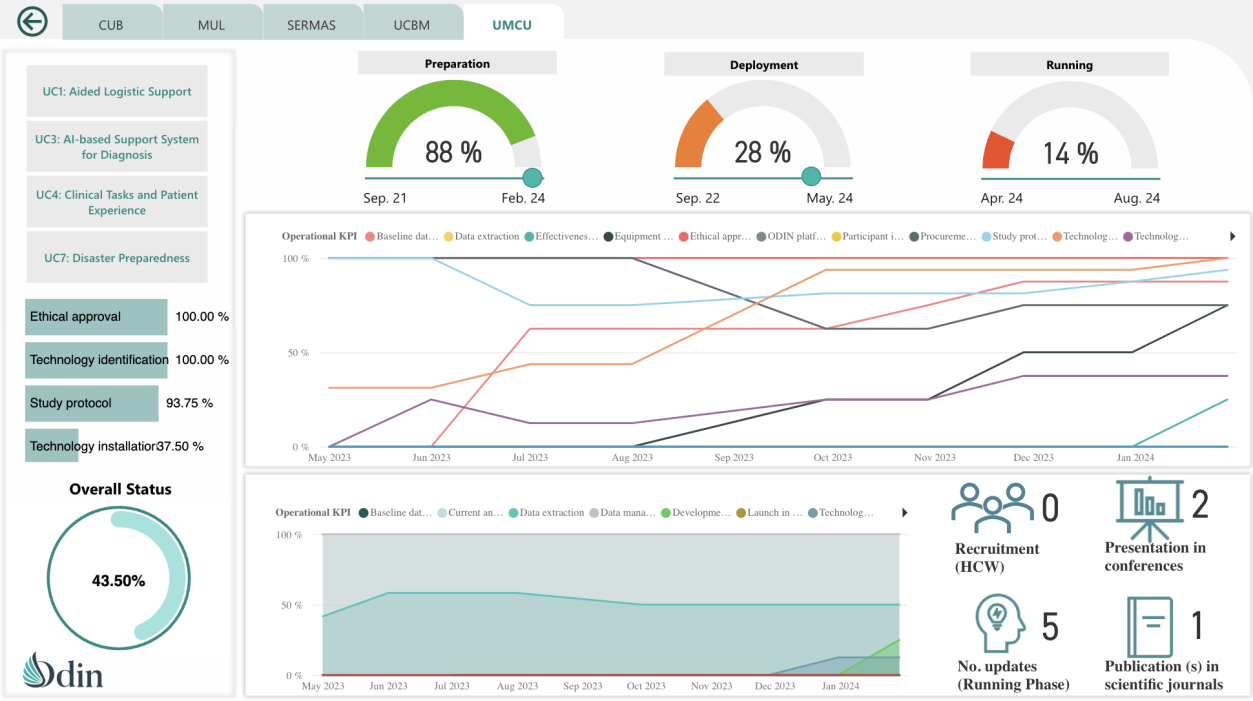 CUB
MUL
SERMAS
UCBM
UMCU
UC1: Aided Logistic Support
UC3: AI-based Support System
for Diagnosis
UC4: Clinical Tasks and Patient
Experience
UC7: Disaster Preparedness
Ethical approval 100.00 %
Technology identification 100.00 %
Study protocol 93.75 %
Technology installation 37.50 %
Overall Status
43.50%
Odin
Preparation
88 %
Sep. 21 Feb. 24
Deployment
28 %
Sep. 22 May. 24
Running
14 %
Apr. 24 Aug. 24
Operational KPI Baseline dat... Data extraction Effectivenes... Equipment ... Ethical appr... ODIN platf... Participant i... Procureme... Study prot... Technolog... Technolog...
100 %
50 %
0 %
May 2023 Jun 2023 Jul 2023 Aug 2023 Sep 2023 Oct 2023 Nov 2023 Dec 2023 Jan 2024
Operational KPI Baseline dat... Current an... Data extraction Data mana... Developme... Launch in ... Technolog...
100 %
50 %
0 %
May 2023 Jun 2023 Jul 2023 Aug 2023 Sep 2023 Oct 2023 Nov 2023 Dec 2023 Jan 2024
0
Recruitment
(HCW)
2
Presentation in
conferences
5
No. updates
(Running Phase)
1
Publication (s) in
scientific journals